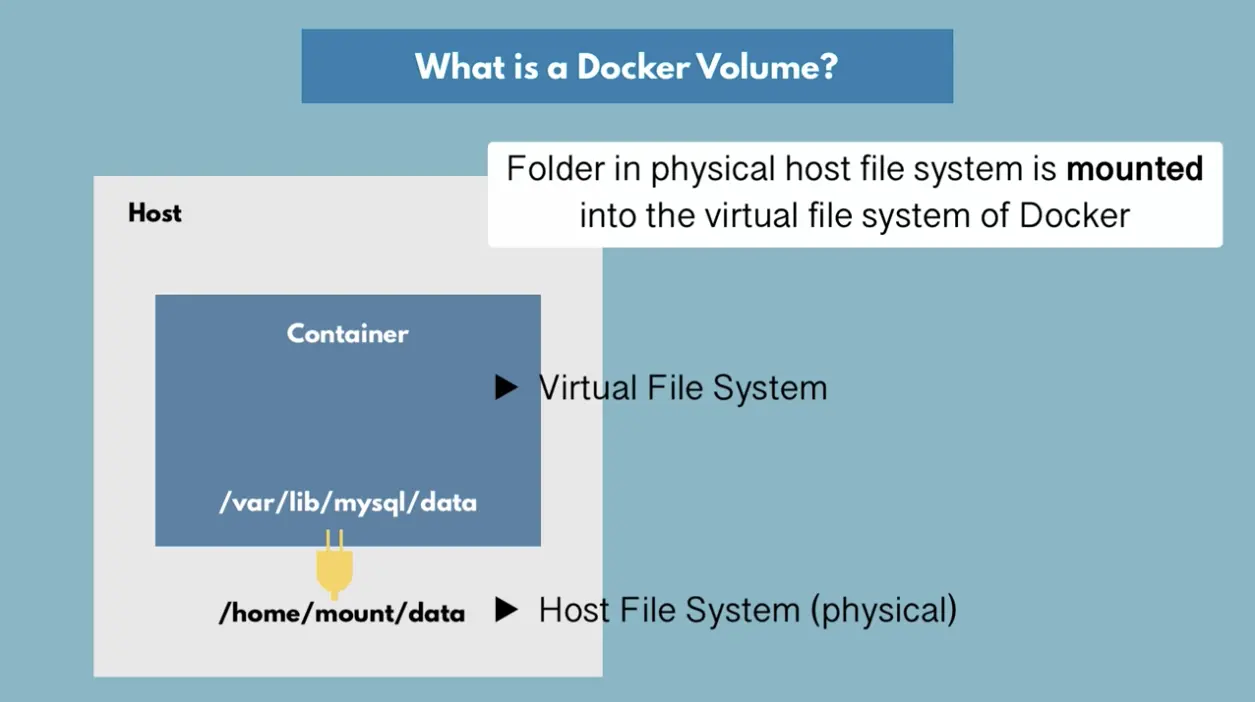 What is a Docker Volume?
Folder in physical host file system is mounted
into the virtual file system of Docker
Host
Container
Virtual File System
/var/lib/mysql/data
/home/mount/data
Host File System (physical)